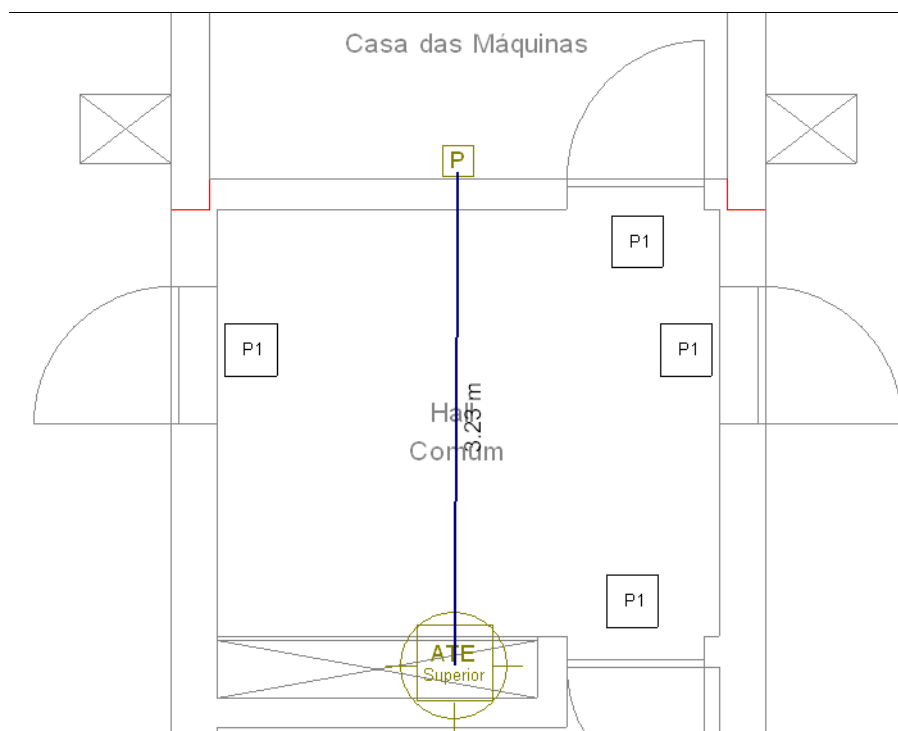 Casa das Máquinas
P
P1
P1
P1
3.23 m
Hall
Comum
P1
ATE
Superior